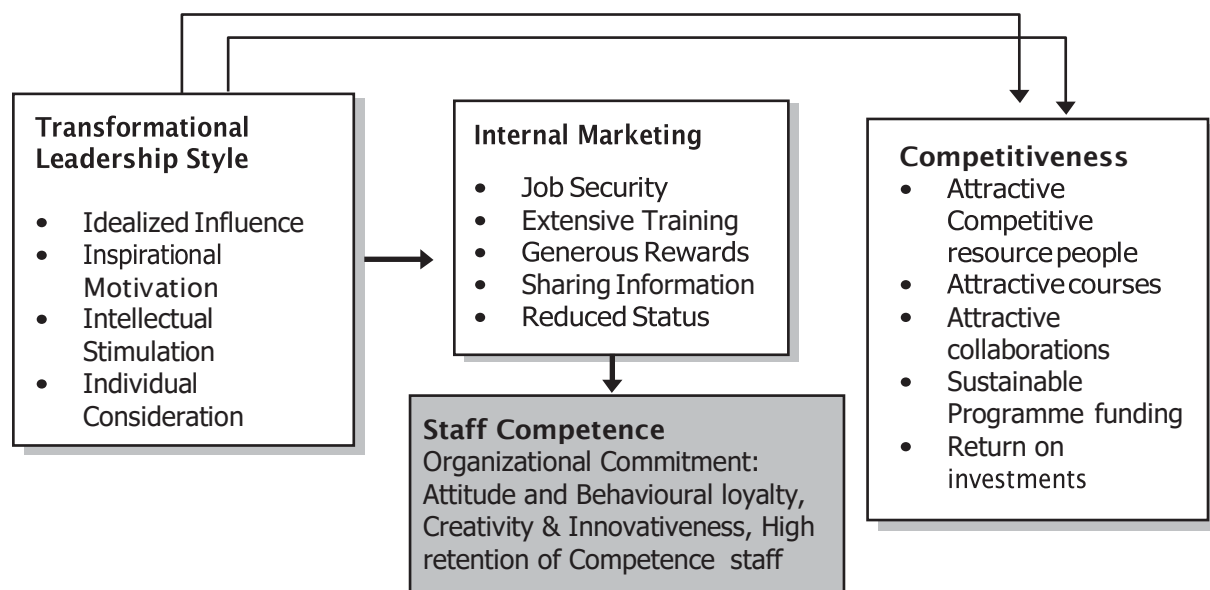 Transformational
Leadership Style
• Idealized Influence
• Inspirational
Motivation
• Intellectual
Stimulation
• Individual
Consideration
Internal Marketing
• Job Security
• Extensive Training
• Generous Rewards
• Sharing Information
• Reduced Status
Staff Competence
Organizational Commitment:
Attitude and Behavioural loyalty,
Creativity & Innovativeness, High
retention of Competence staff
Competitiveness
• Attractive
Competitive
resource people
• Attractive courses
• Attractive
collaborations
• Sustainable
Programme funding
• Return on
investments